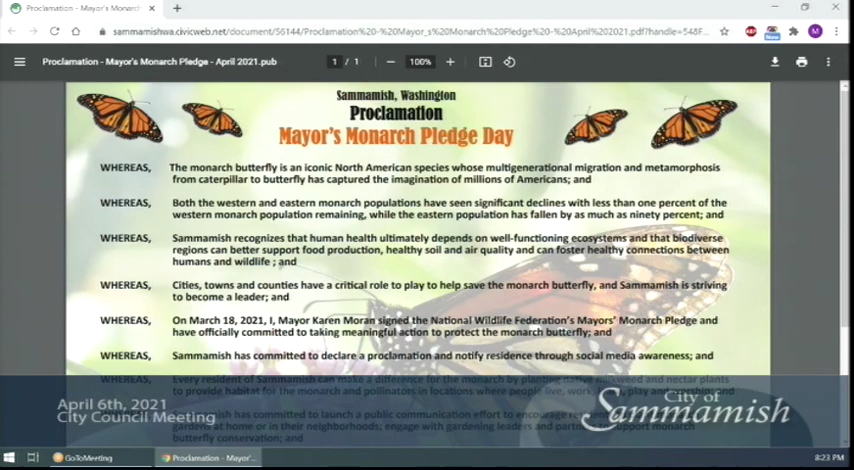 Proclamation - Mayor's Monarch
sammamishwa.civicweb.net/document/56144/Proclamation%20-%20Mayor_s%20Monarch%20Pledge%20-%20April%202021.pdf?handle=548F...
Proclamation - Mayor's Monarch Pledge - April 2021.pub
1 / 1
100%
Sammamish, Washington
Proclamation
Mayor's Monarch Pledge Day
WHEREAS, The monarch butterfly is an iconic North American species whose multigenerational migration and metamorphosis
from caterpillar to butterfly has captured the imagination of millions of Americans; and
WHEREAS, Both the western and eastern monarch populations have seen significant declines with less than one percent of the
western monarch population remaining, while the eastern population has fallen by as much as ninety percent; and
WHEREAS, Sammamish recognizes that human health ultimately depends on well-functioning ecosystems and that biodiverse
regions can better support food production, healthy soil and air quality and can foster healthy connections between
humans and wildlife ; and
WHEREAS, Cities, towns and counties have a critical role to play to help save the monarch butterfly, and Sammamish is striving
to become a leader; and
WHEREAS, On March 18, 2021, I, Mayor Karen Moran signed the National Wildlife Federation's Mayors' Monarch Pledge and
have officially committed to taking meaningful action to protect the monarch butterfly; and
WHEREAS, Sammamish has committed to declare a proclamation and notify residence through social media awareness; and
WHEREAS, Every resident of Sammamish can make a difference for the monarch by planting native milkweed and nectar plants
to provide habitat for the monarch and pollinators in locations where people live, work, play and worship; and
has committed to launch a public communication effort to encourage
gardens at home or in their neighborhoods; engage with gardening leaders and support monarch
butterfly conservation; and
April 6th, 2021
City Council Meeting
City of
Sammamish
GoToMeeting
Proclamation - Mayor'...
8:23 PM